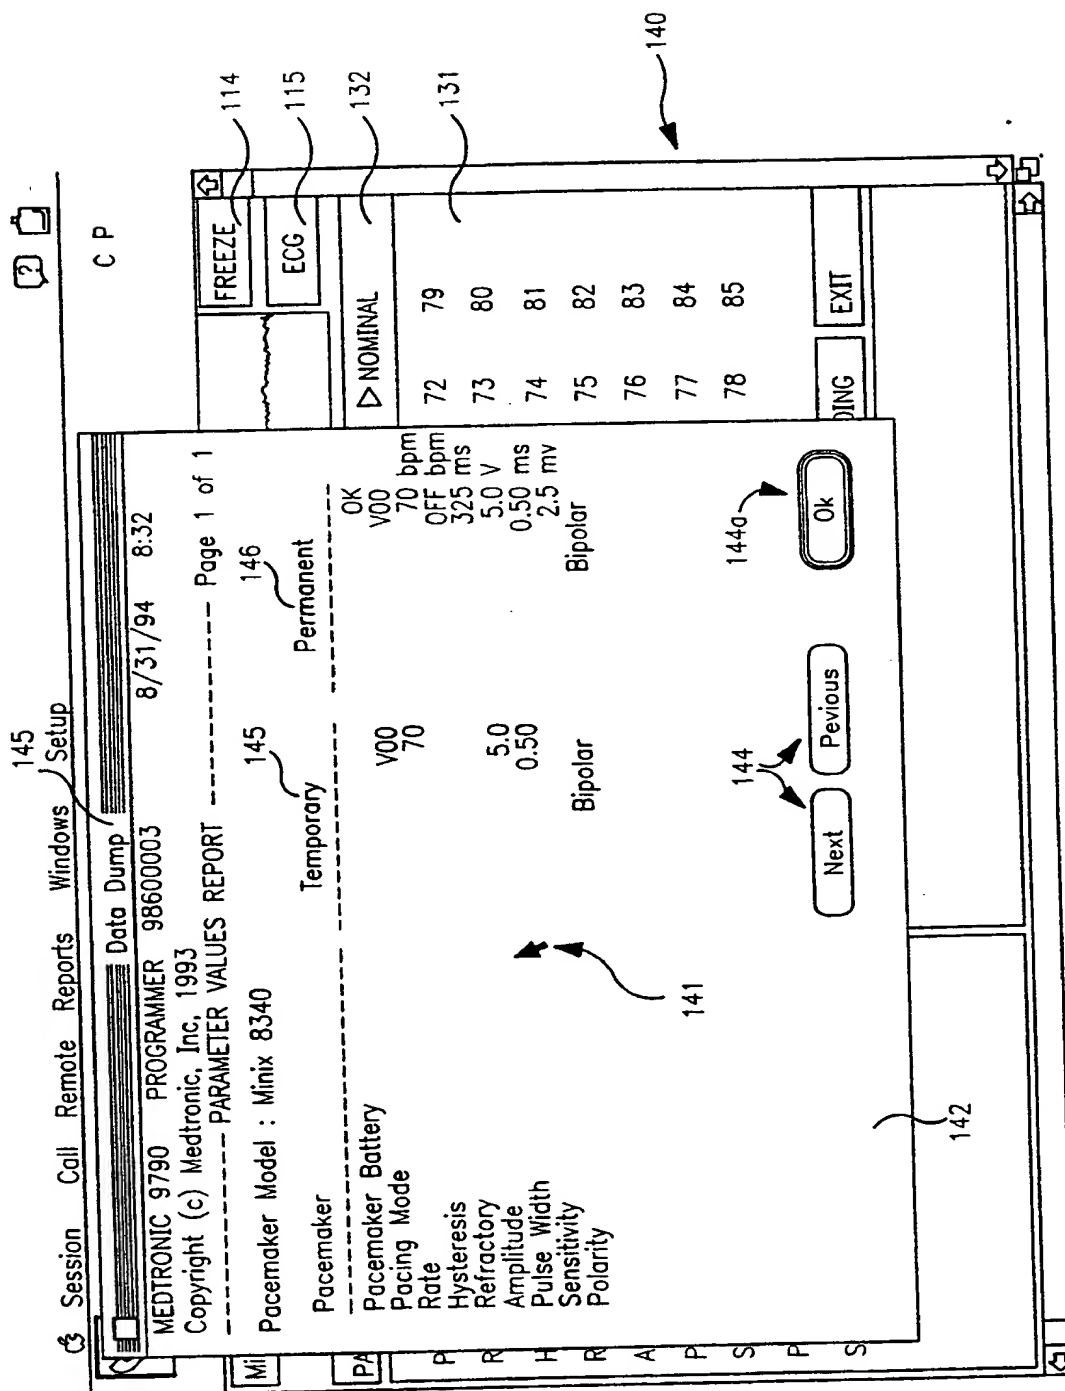 145
Session Call Remote Reports Windows Setup
?
C P
Data Dump
MEDTRONIC 9790 PROGRAMMER 98600003 8/31/94 8:32
Copyright (c) Medtronic, Inc, 1993
PARAMETER VALUES REPORT Page 1 of 1
Pacemaker Model : Minix 8340
145
146
Pacemaker Temporary Permanent
Pacemaker Battery OK
Pacing Mode VOO VOO
Rate 70 70 bpm
Hysteresis OFF bpm
Refractory 325 ms
Amplitude 5.0 5.0 V
Pulse Width 0.50 0.50 ms
Sensitivity 2.5 mv
Polarity Bipolar Bipolar
141
144
144a
Next Pevious Ok
142
FREEZE
114
ECG
115
NOMINAL
132
72 79
73 80
74 81
75 82
76 83
77 84
78 85
131
DING EXIT
140
Mi
PA
P
R
H
R
A
P
S
P
S